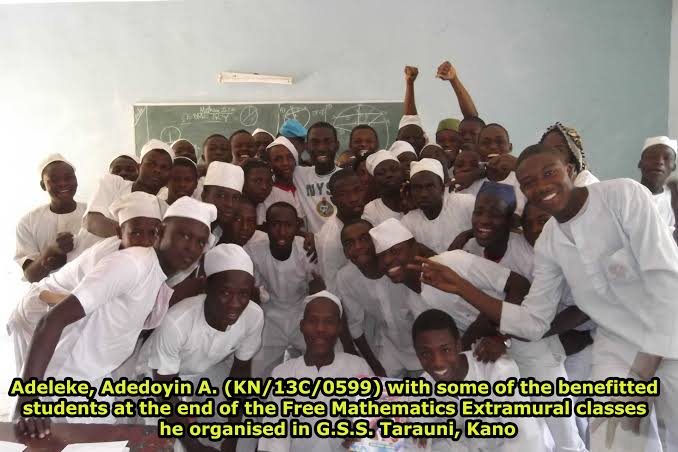 NYS
Adeleke, Adedoyin A. (KN/13C/0599) with some of the benefitted
students at the end of the Free Mathematics Extramural classes
he organised in G.S.S. Tarauni, Kano